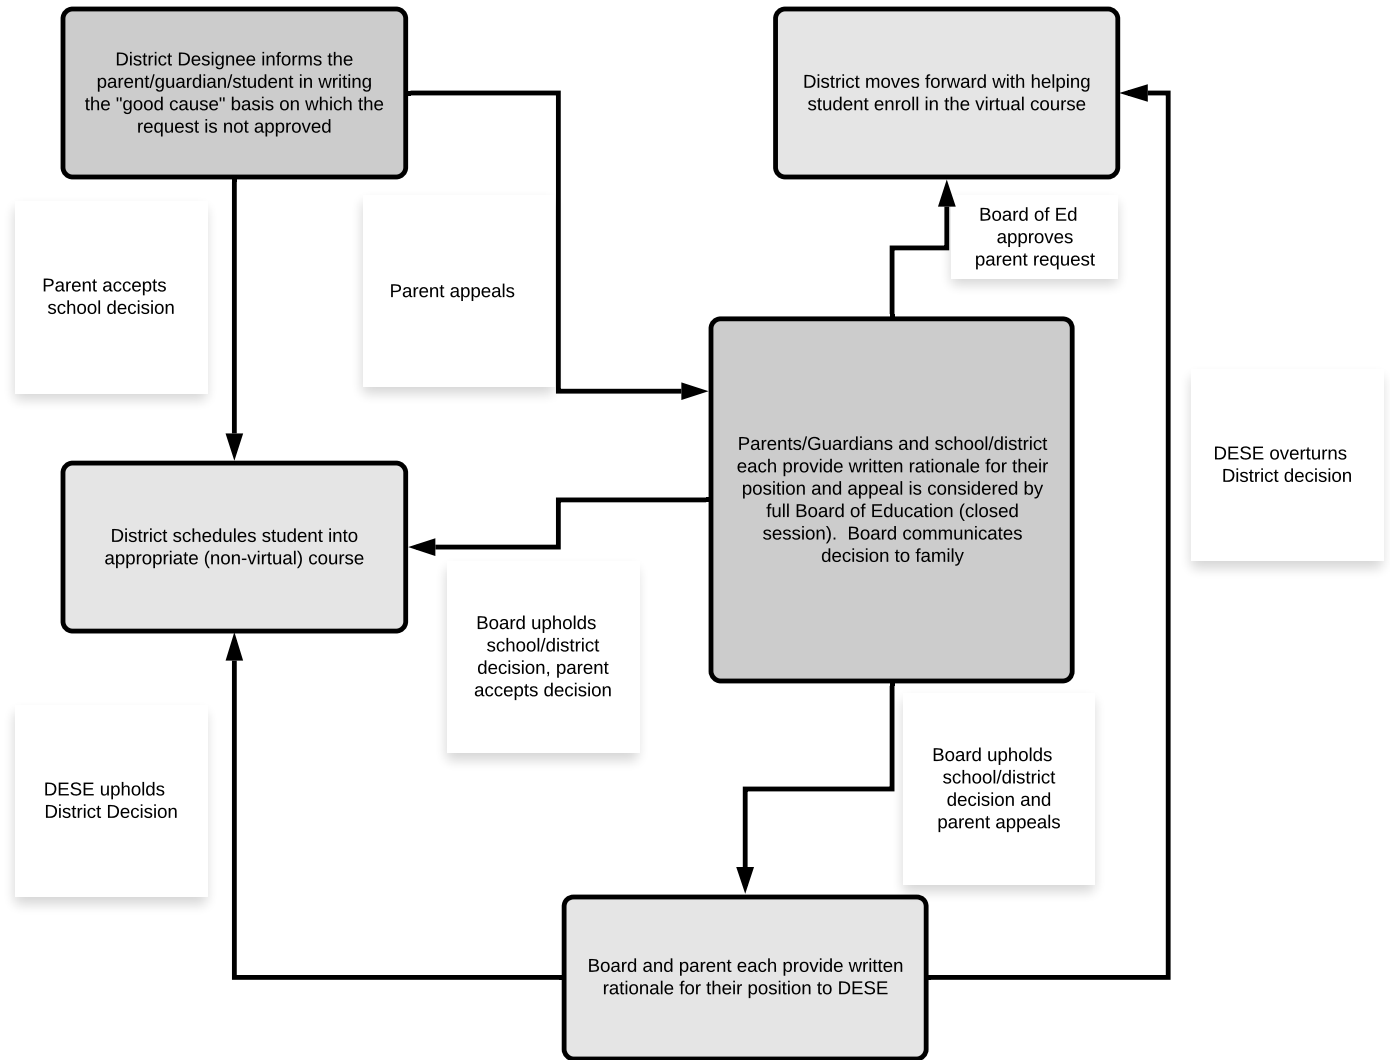 District Designee informs the
parent/guardian/student in writing
the "good cause" basis on which the
request is not approved
District moves forward with helping
student enroll in the virtual course
Parent accepts
school decision
Parent appeals
Board of Ed
approves
parent request
Parents/Guardians and school/district
each provide written rationale for their
position and appeal is considered by
full Board of Education (closed
session).  Board communicates
decision to family
DESE overturns
District decision
District schedules student into
appropriate (non-virtual) course
Board upholds
school/district
decision, parent
accepts decision
DESE upholds
District Decision
Board upholds
school/district
decision and
parent appeals
Board and parent each provide written
rationale for their position to DESE